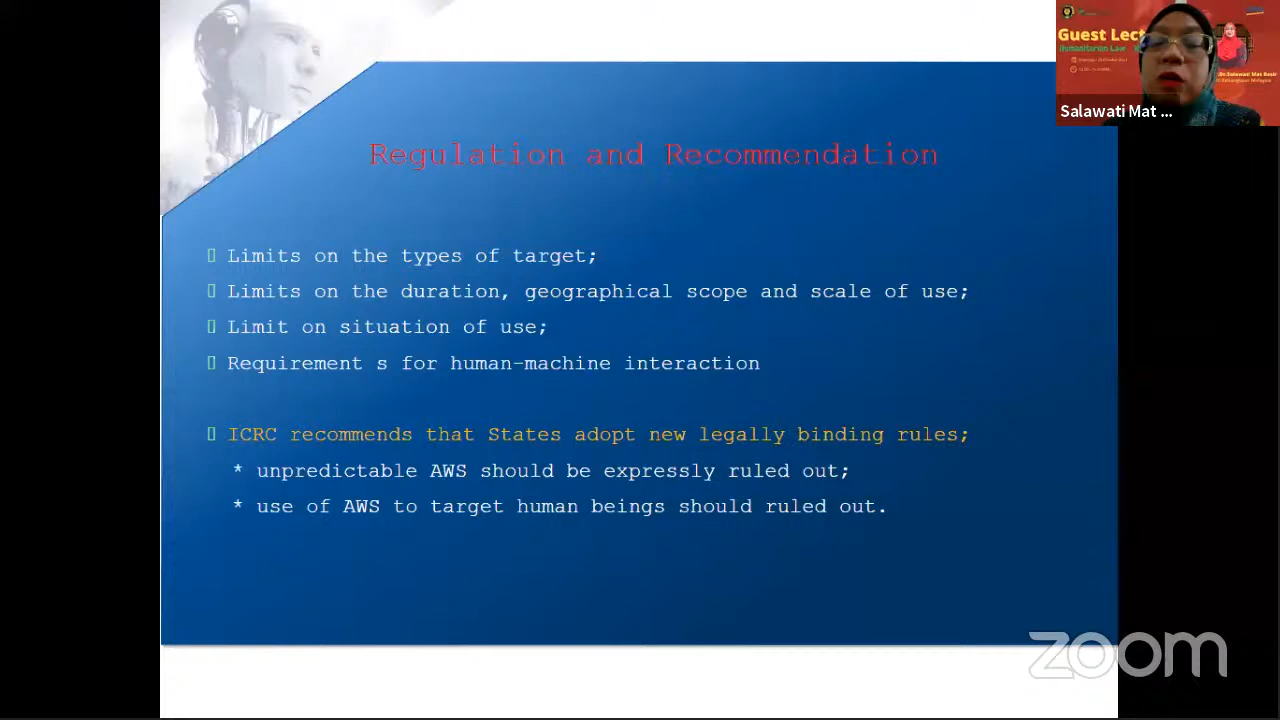 Guest Lect
Humanitarian Law
Salawati Mat ...
Regulation and Recommendation
Limits on the types of target;
Limits on the duration, geographical scope and scale of use;
Limit on situation of use;
Requirement s for human-machine interaction
ICRC recommends that States adopt new legally binding rules;
* unpredictable AWS should be expressly ruled out;
* use of AWS to target human beings should ruled out.
zoom